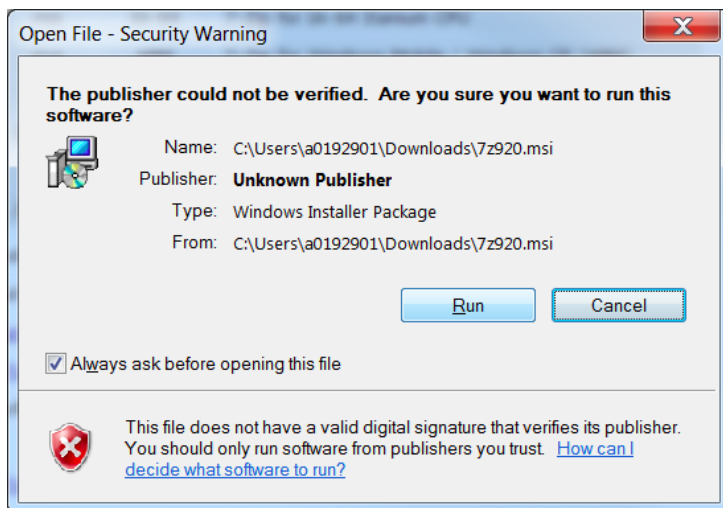 Open File - Security Warning
The publisher could not be verified.  Are you sure you want to run this
software?
Name: C:\Users\a0192901\Downloads\7z920.msi
Publisher: Unknown Publisher
Type: Windows Installer Package
From: C:\Users\a0192901\Downloads\7z920.msi
Run Cancel
Always ask before opening this file
This file does not have a valid digital signature that verifies its publisher.
You should only run software from publishers you trust.  How can I
decide what software to run?